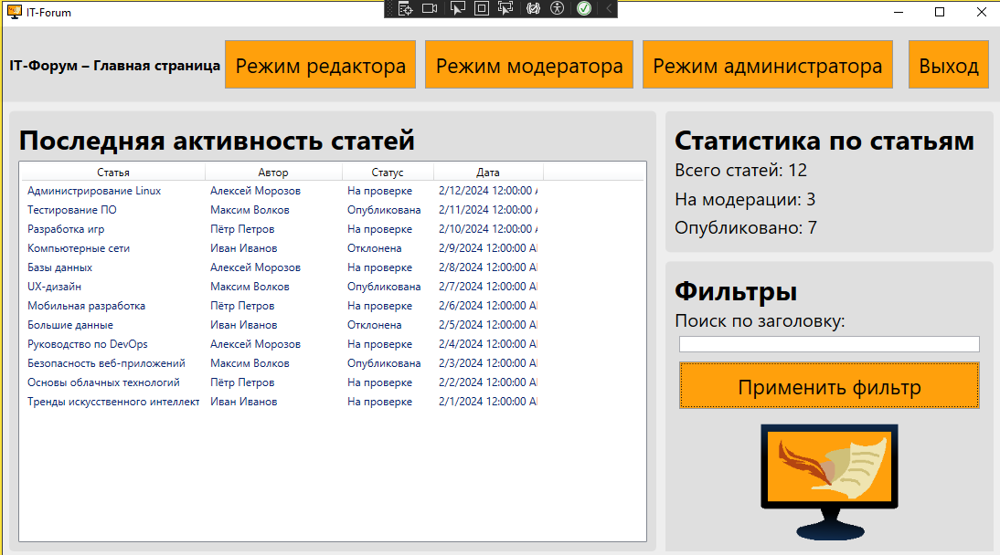 IT-Forum
IT-Форум – Главная страница
Режим редактора
Режим модератора
Режим администратора
Выход
Последняя активность статей
Статья Автор Статус Дата
Администрирование Linux Алексей Морозов На проверке 2/12/2024 12:00:00
Тестирование ПО Максим Волков Опубликована 2/11/2024 12:00:00
Разработка игр Пётр Петров На проверке 2/10/2024 12:00:00
Компьютерные сети Иван Иванов Отклонена 2/9/2024 12:00:00 A
Базы данных Алексей Морозов На проверке 2/8/2024 12:00:00 A
UX-дизайн Максим Волков Опубликована 2/7/2024 12:00:00 A
Мобильная разработка Пётр Петров На проверке 2/6/2024 12:00:00 A
Большие данные Иван Иванов Отклонена 2/5/2024 12:00:00 A
Руководство по DevOps Алексей Морозов На проверке 2/4/2024 12:00:00 A
Безопасность веб-приложений Максим Волков Опубликована 2/3/2024 12:00:00 A
Основы облачных технологий Пётр Петров На проверке 2/2/2024 12:00:00 A
Тренды искусственного интеллект Иван Иванов На проверке 2/1/2024 12:00:00 A
Статистика по статьям
Всего статей: 12
На модерации: 3
Опубликовано: 7
Фильтры
Поиск по заголовку:
Применить фильтр